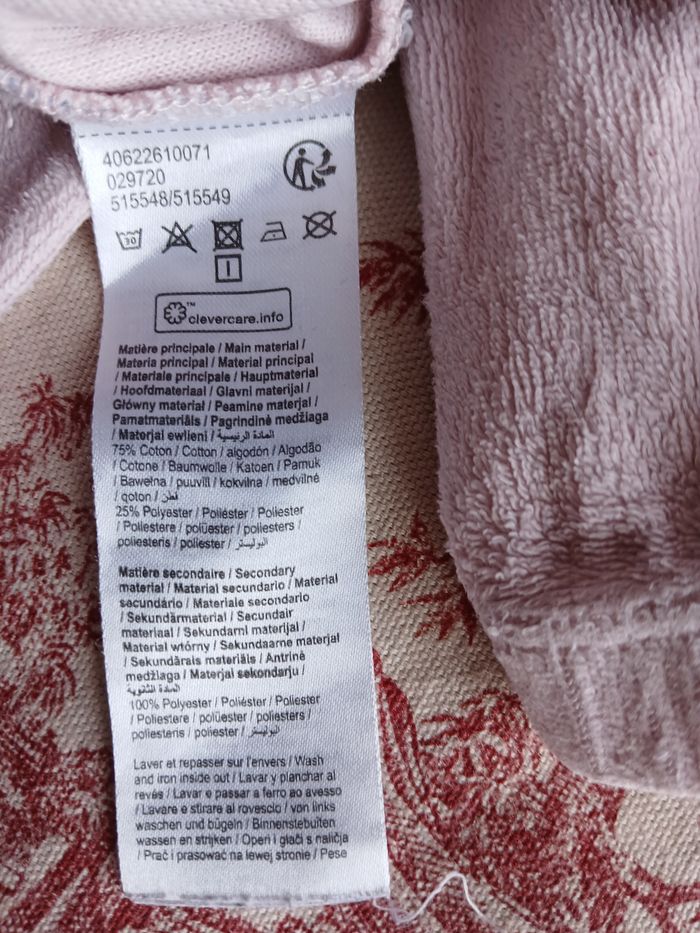 40622610071
029720
515548/515549
30
clevercare.info
Matière principale / Main material /
Materia principal / Material principal
/ Materiale principale / Hauptmaterial
/ Hoofdmateriaal / Glavni materijal /
Główny materiał / Peamine materjal /
Pamatmateriāls / Pagrindinė medžiaga
/ Materjal ewlieni / المادة الرئيسية
75% Coton / Cotton / algodón / Algodão
/ Cotone / Baumwolle / Katoen / Pamuk
/ Bawełna / puuvill / kokvilna / medvilnė
/ qoton / قطن
25% Polyester / Poliéster / Poliester
/ Poliestere / polüester / poliesters /
poliesteris / poliester / البوليستر
Matière secondaire / Secondary
material / Material secundario / Material
secundário / Materiale secondario
/ Sekundärmaterial / Secundair
materiaal / Sekundarni materijal /
Materiał wtórny / Sekundaarne materjal
/ Sekundārais materiāls / Antrinė
medžiaga / Materjal sekondarju /
المادة الثانوية
100% Polyester / Poliéster / Poliester
/ Poliestere / polüester / poliesters /
poliesteris / poliester / البوليستر
Laver et repasser sur l'envers / Wash
and iron inside out / Lavar y planchar al
revés / Lavar e passar a ferro ao avesso
/ Lavare e stirare al rovescio / von links
waschen und bügeln / Binnenstebuiten
wassen en strijken / Operi i glači s naličja
/ Prać i prasować na lewej stronie / Pese